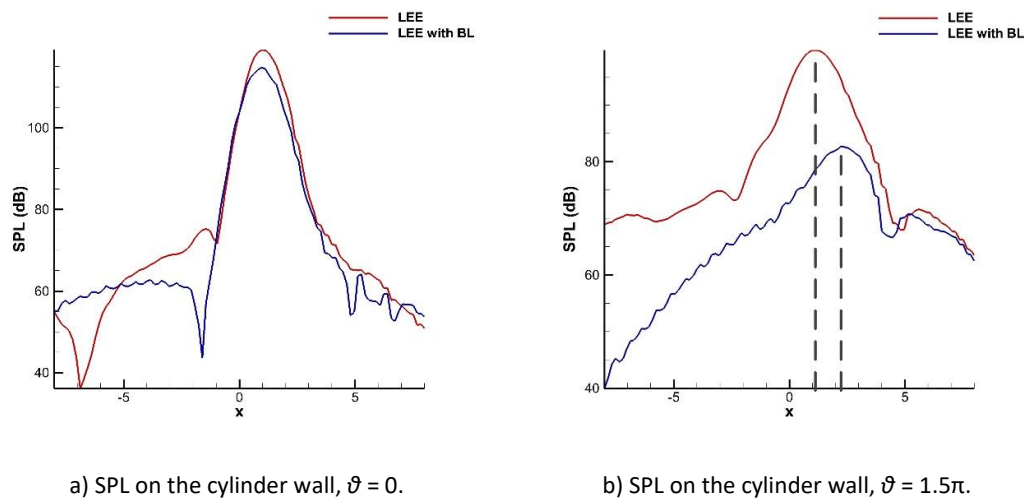 LEE
LEE with BL
100
80
60
40
SPL (dB)
-5
0
5
x
LEE
LEE with BL
80
60
40
SPL (dB)
-5
0
5
x
a) SPL on the cylinder wall, ϑ = 0.
b) SPL on the cylinder wall, ϑ = 1.5π.